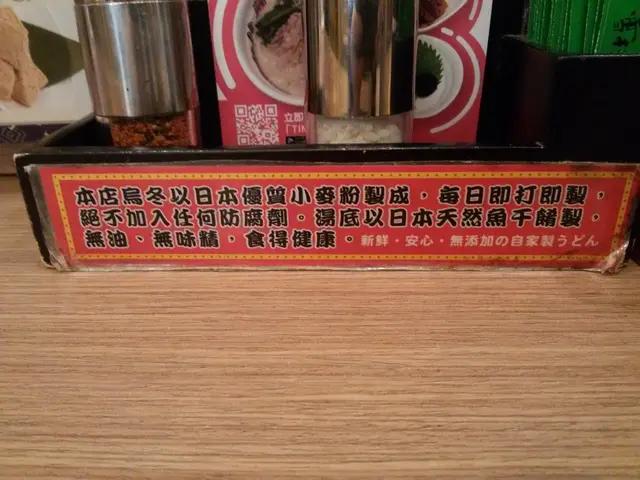 立即
「TIM
本店烏冬以日本優質小麥粉製成，每日即打即製，
絕不加入任何防腐劑。湯底以日本天然魚干餚製，
無油、無味精，食得健康。新鮮・安心・無添加の自家製うどん